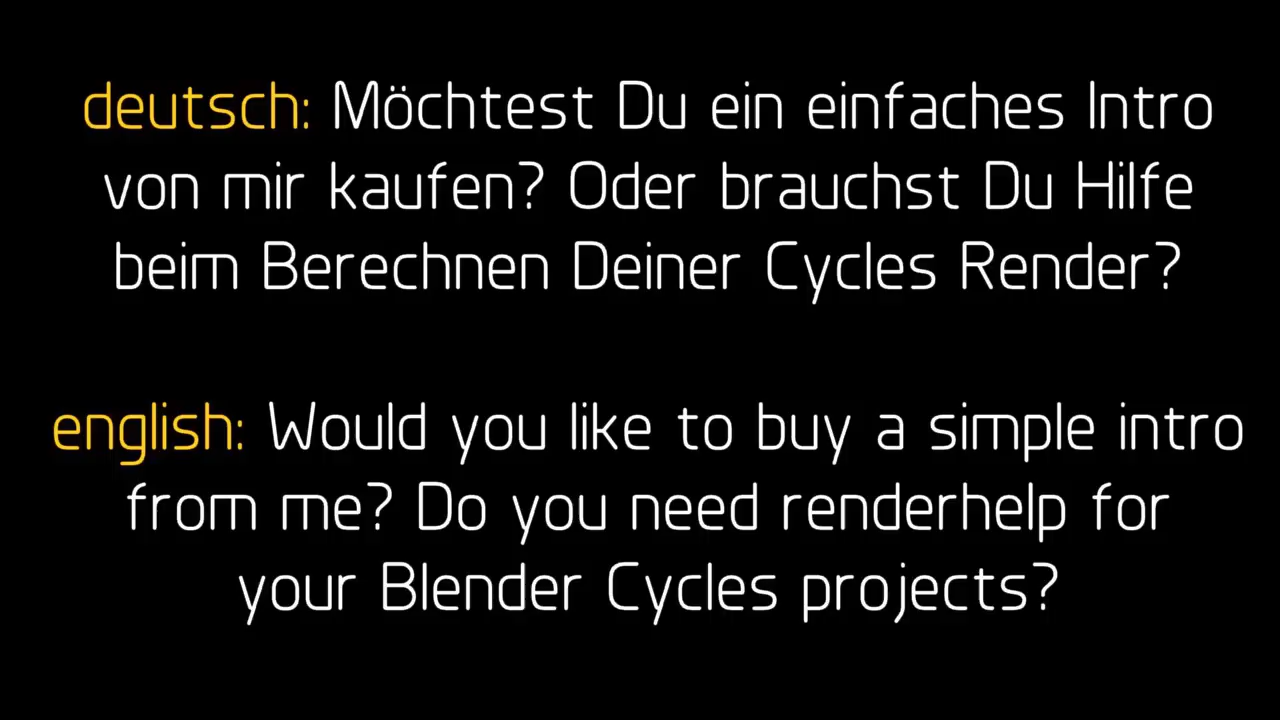 deutsch: Möchtest Du ein einfaches Intro
von mir kaufen? Oder brauchst Du Hilfe
beim Berechnen Deiner Cycles Render?
english: Would you like to buy a simple intro
from me? Do you need renderhelp for
your Blender Cycles projects?